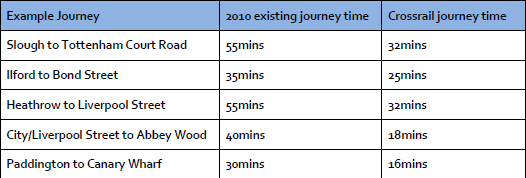 Example Journey 2010 existing journey time Crossrail journey time
Slough to Tottenham Court Road 55mins 32mins
Ilford to Bond Street 35mins 25mins
Heathrow to Liverpool Street 55mins 32mins
City/Liverpool Street to Abbey Wood 40mins 18mins
Paddington to Canary Wharf 30mins 16mins